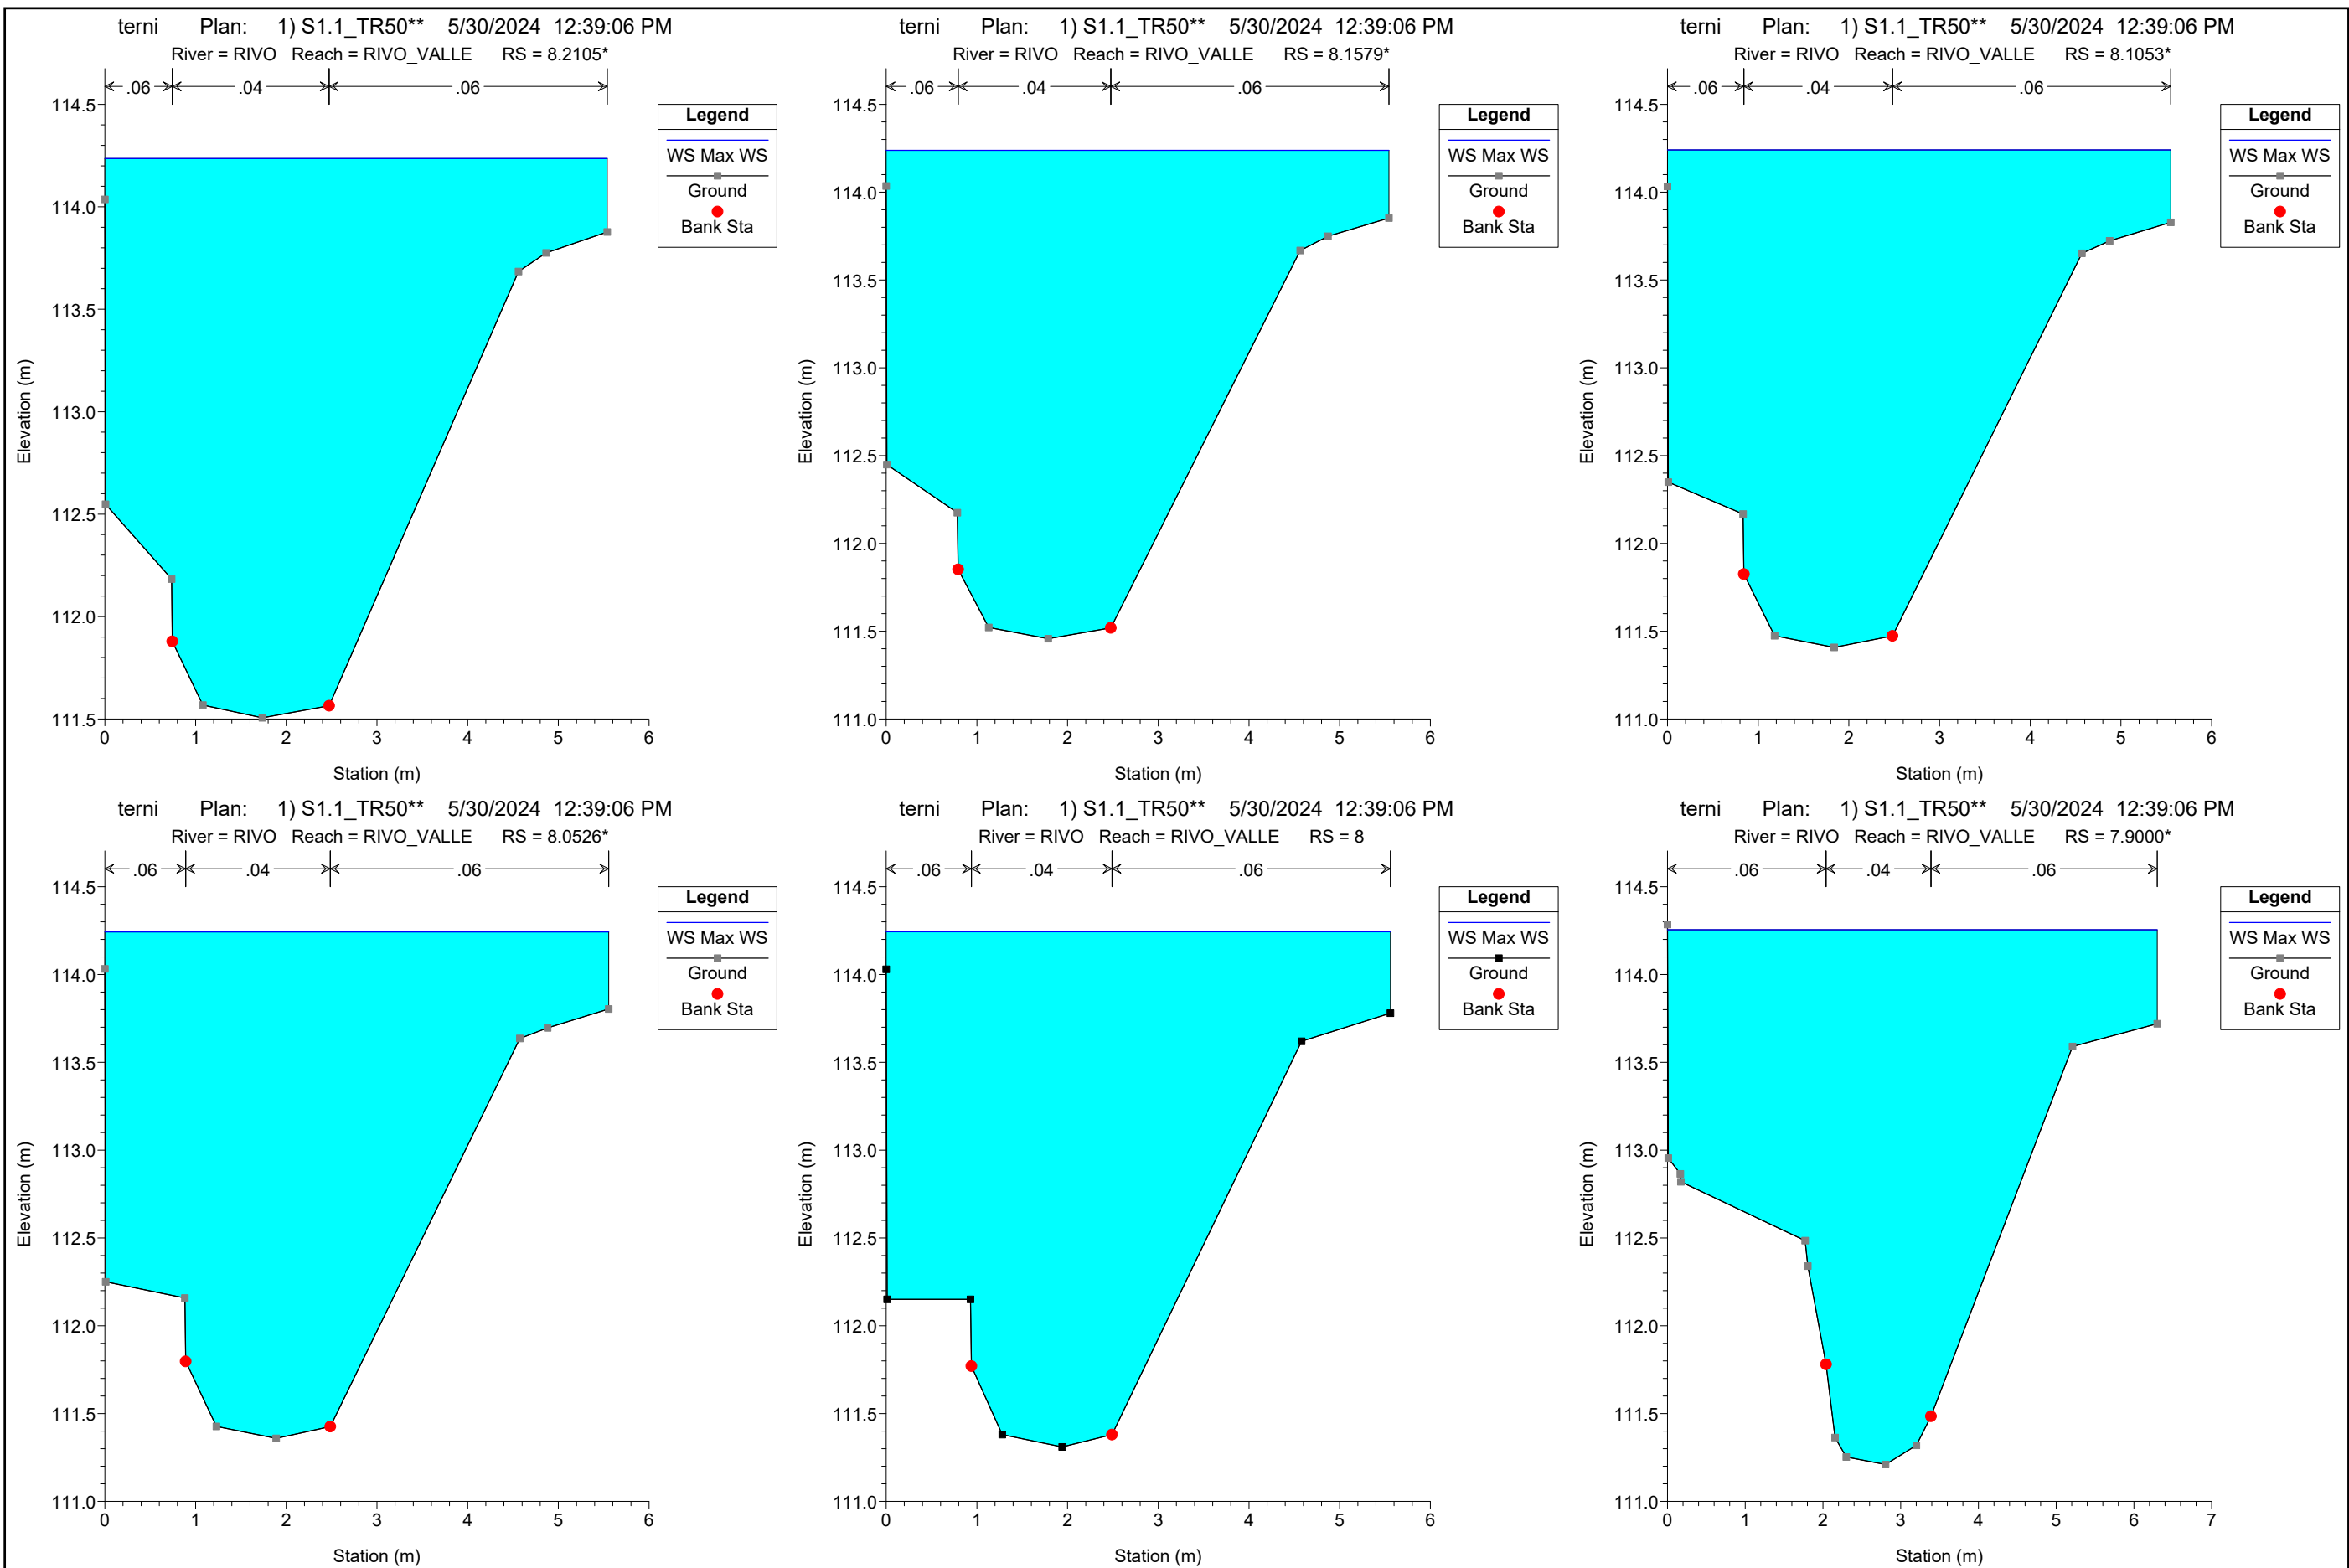 terni Plan: 1) S1.1_TR50** 5/30/2024 12:39:06 PM
River = RIVO Reach = RIVO_VALLE RS = 8.2105*
.06 .04 .06
114.5
114.0
113.5
113.0
112.5
112.0
111.5
Elevation (m)
0 1 2 3 4 5 6
Station (m)
Legend
WS Max WS
Ground
Bank Sta
terni Plan: 1) S1.1_TR50** 5/30/2024 12:39:06 PM
River = RIVO Reach = RIVO_VALLE RS = 8.1579*
.06 .04 .06
114.5
114.0
113.5
113.0
112.5
112.0
111.5
111.0
Elevation (m)
0 1 2 3 4 5 6
Station (m)
Legend
WS Max WS
Ground
Bank Sta
terni Plan: 1) S1.1_TR50** 5/30/2024 12:39:06 PM
River = RIVO Reach = RIVO_VALLE RS = 8.1053*
.06 .04 .06
114.5
114.0
113.5
113.0
112.5
112.0
111.5
111.0
Elevation (m)
0 1 2 3 4 5 6
Station (m)
Legend
WS Max WS
Ground
Bank Sta
terni Plan: 1) S1.1_TR50** 5/30/2024 12:39:06 PM
River = RIVO Reach = RIVO_VALLE RS = 8.0526*
.06 .04 .06
114.5
114.0
113.5
113.0
112.5
112.0
111.5
111.0
Elevation (m)
0 1 2 3 4 5 6
Station (m)
Legend
WS Max WS
Ground
Bank Sta
terni Plan: 1) S1.1_TR50** 5/30/2024 12:39:06 PM
River = RIVO Reach = RIVO_VALLE RS = 8
.06 .04 .06
114.5
114.0
113.5
113.0
112.5
112.0
111.5
111.0
Elevation (m)
0 1 2 3 4 5 6
Station (m)
Legend
WS Max WS
Ground
Bank Sta
terni Plan: 1) S1.1_TR50** 5/30/2024 12:39:06 PM
River = RIVO Reach = RIVO_VALLE RS = 7.9000*
.06 .04 .06
114.5
114.0
113.5
113.0
112.5
112.0
111.5
111.0
Elevation (m)
0 1 2 3 4 5 6 7
Station (m)
Legend
WS Max WS
Ground
Bank Sta